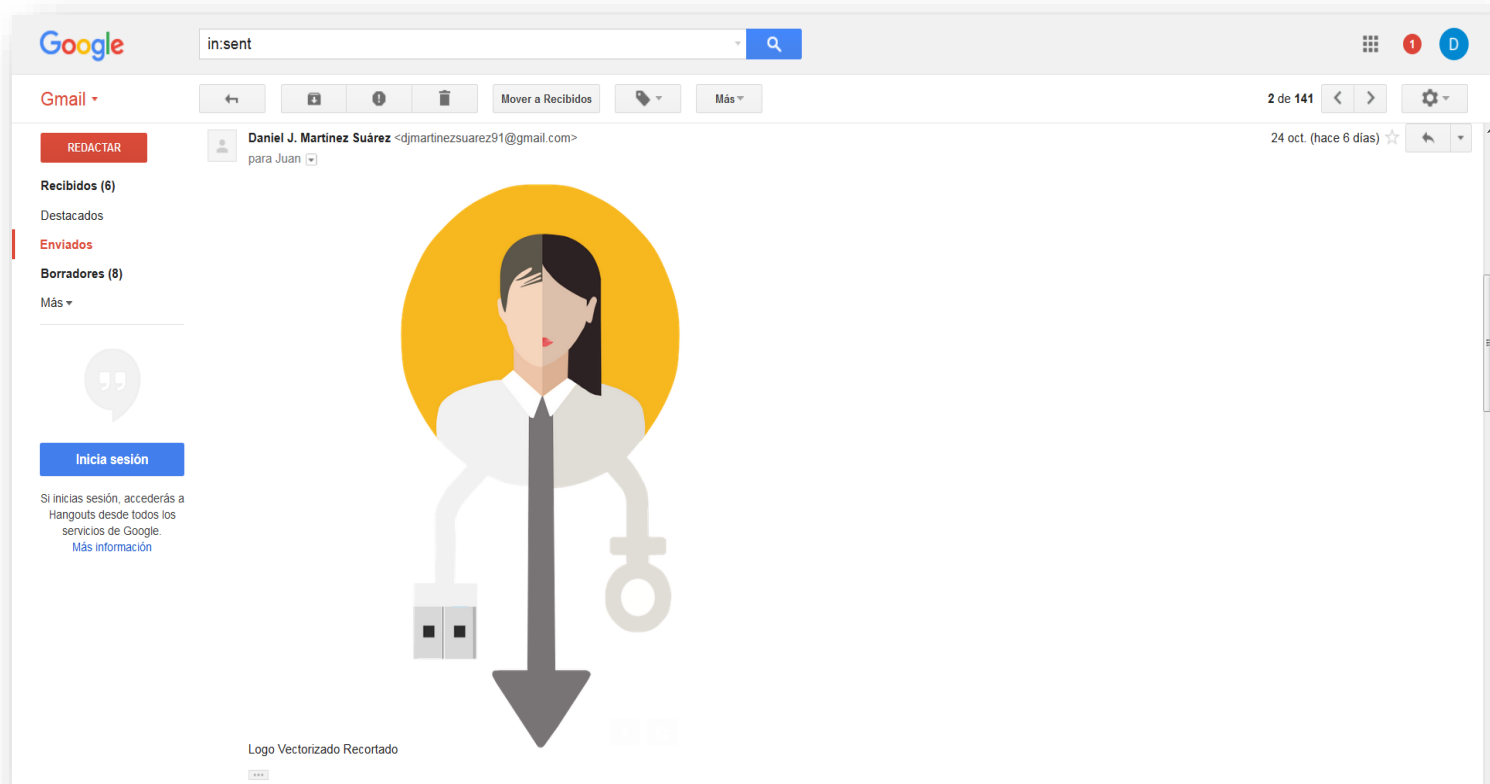 Google
in:sent
1
D
Gmail
Mover a Recibidos
Más
2 de 141
REDACTAR
Daniel J. Martínez Suárez <djmartinezsuarez91@gmail.com>
24 oct. (hace 6 días)
para Juan
Recibidos (6)
Destacados
Enviados
Borradores (8)
Más
Inicia sesión
Si inicias sesión, accederás a
Hangouts desde todos los
servicios de Google.
Más información
Logo Vectorizado Recortado